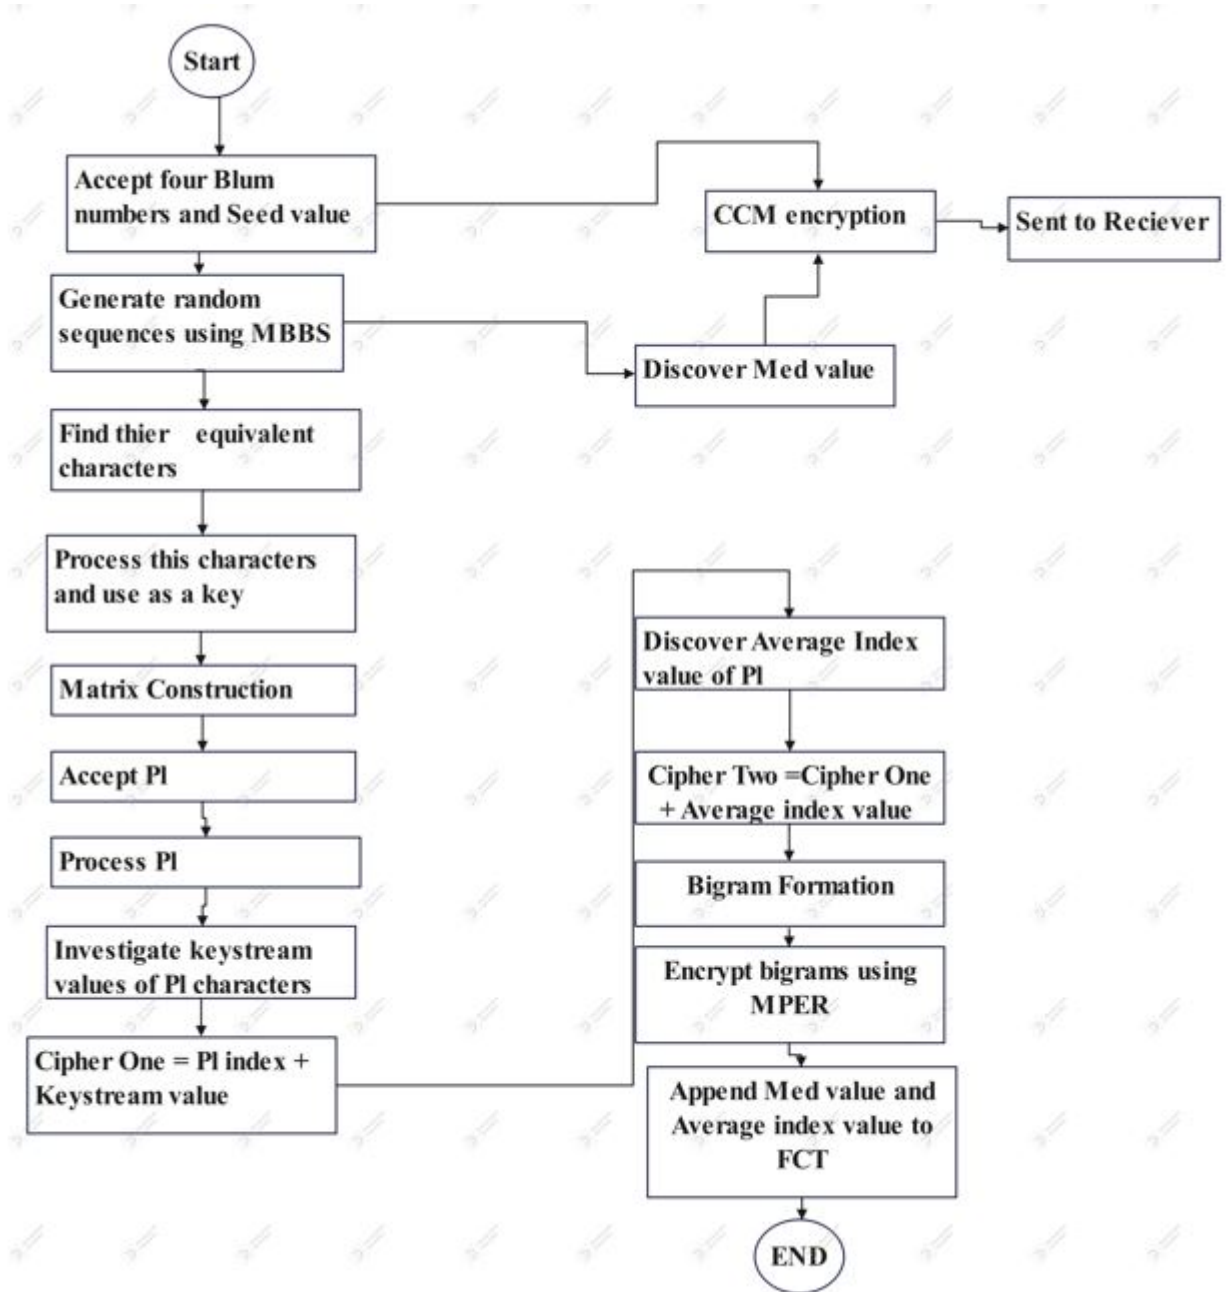 Start
Accept four Blum
numbers and Seed value
CCM encryption
Sent to Reciever
Generate random
sequences using MBBS
Discover Med value
Find thier equivalent
characters
Process this characters
and use as a key
Matrix Construction
Accept Pl
Process Pl
Investigate keystream
values of Pl characters
Cipher One = Pl index +
Keystream value
Discover Average Index
value of Pl
Cipher Two =Cipher One
+ Average index value
Bigram Formation
Encrypt bigrams using
MPER
Append Med value and
Average index value to
FCT
END